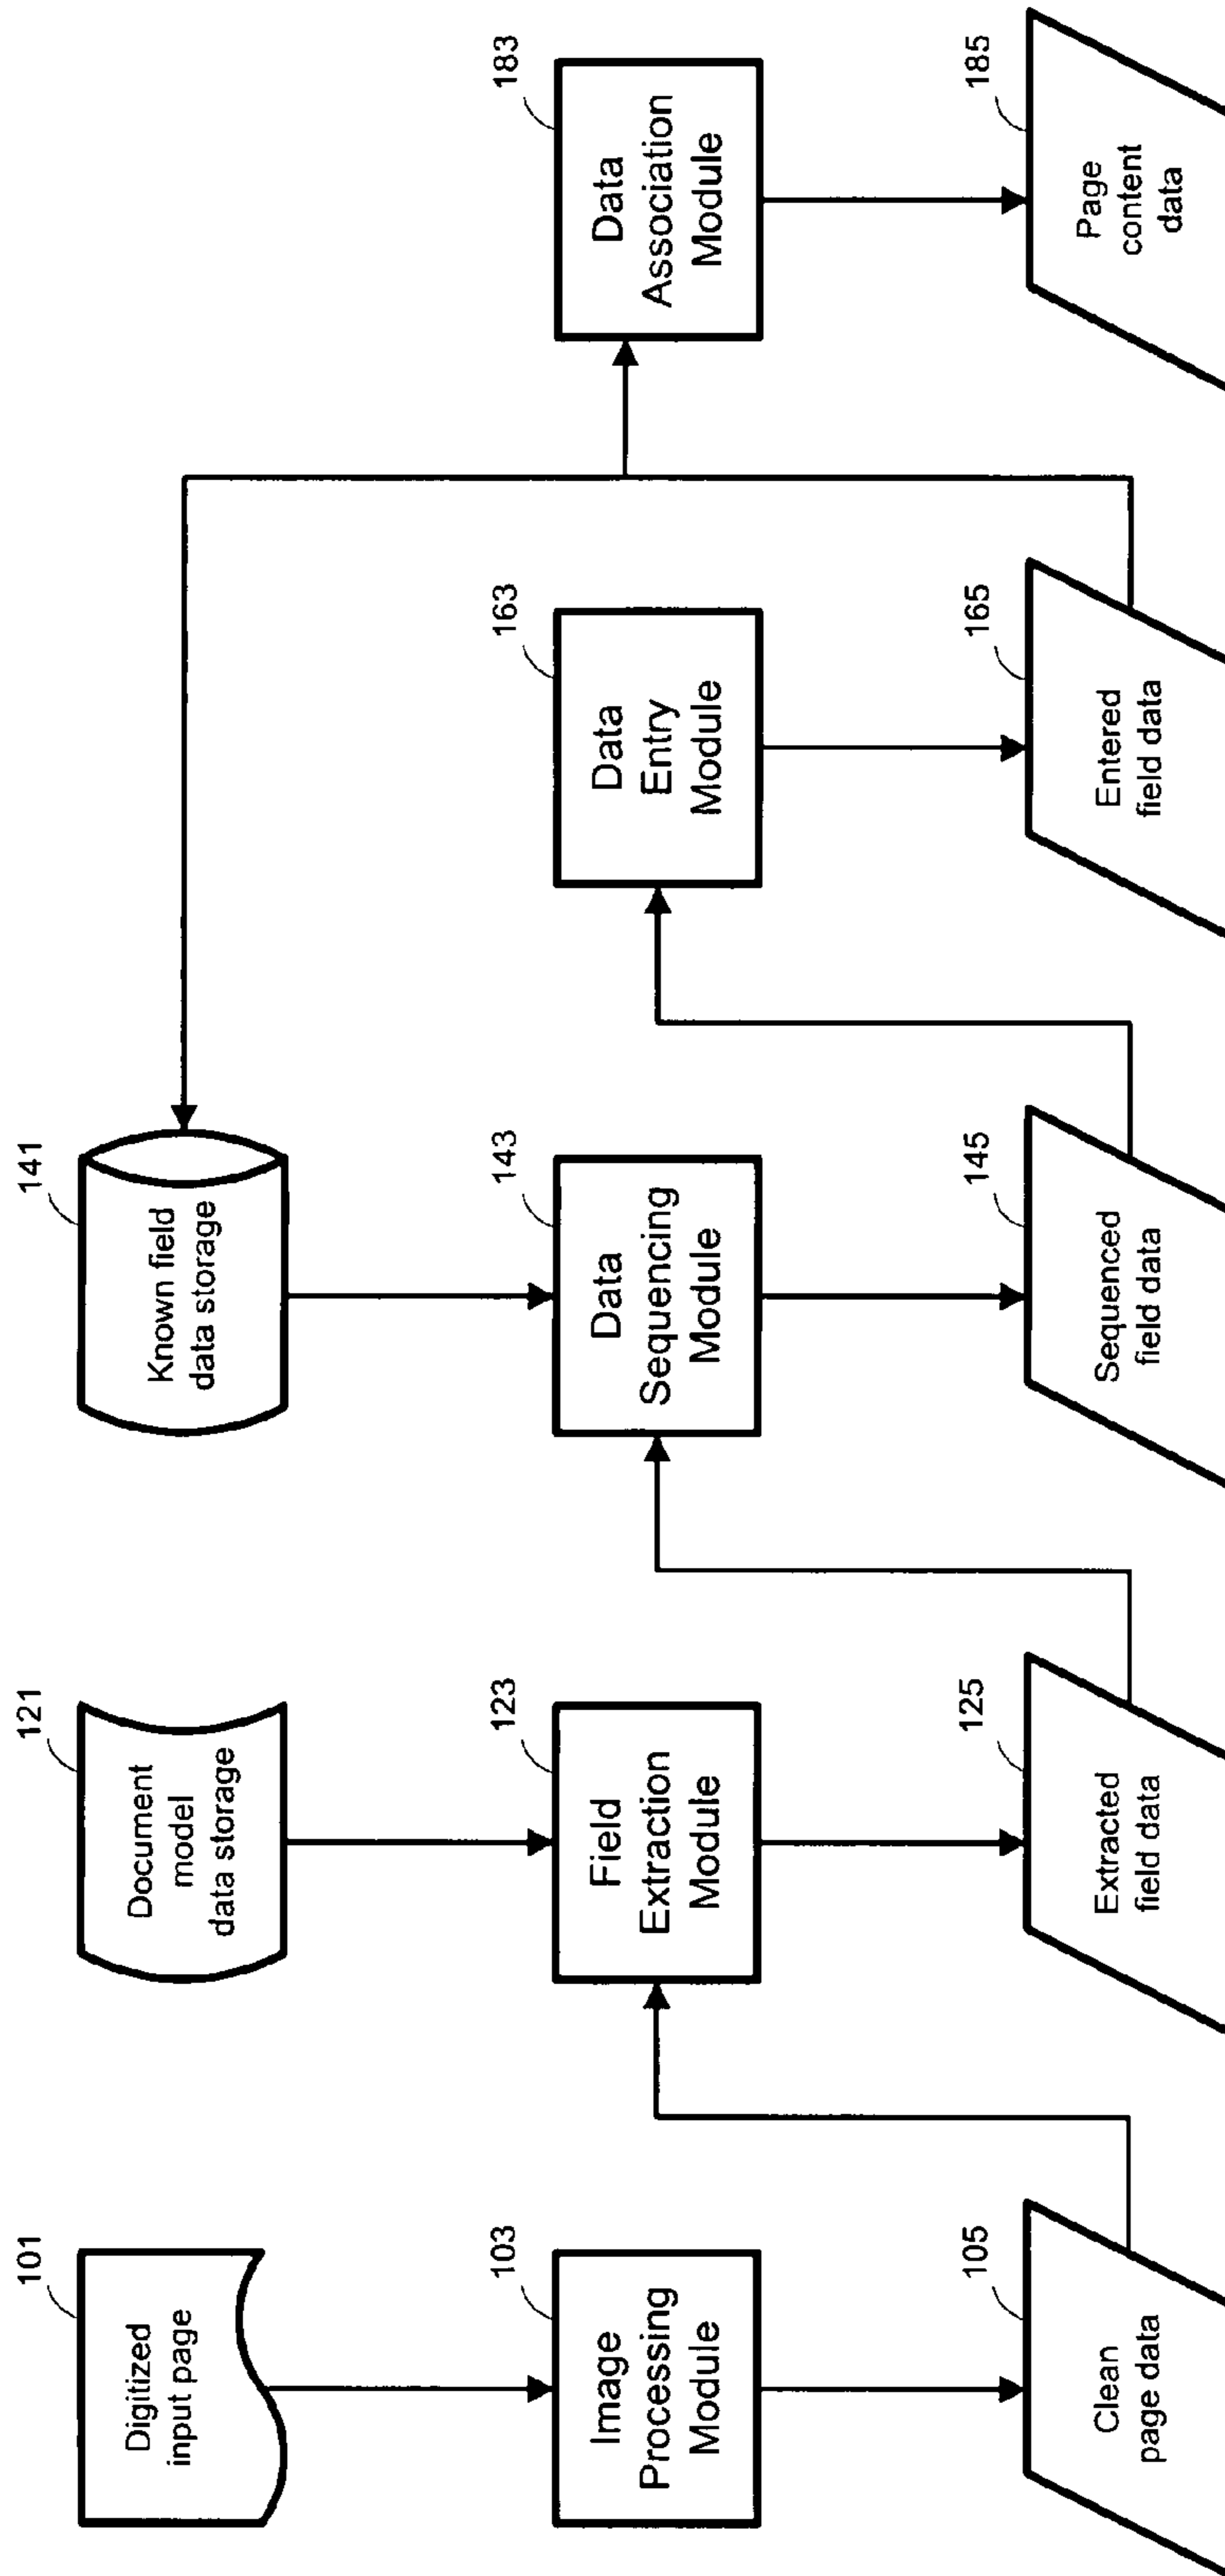 101
Digitized
input page
103
Image
Processing
Module
105
Clean
page data
121
Document
model
data storage
123
Field
Extraction
Module
125
Extracted
field data
141
Known field
data storage
143
Data
Sequencing
Module
145
Sequenced
field data
163
Data
Entry
Module
165
Entered
field data
183
Data
Association
Module
185
Page
content
data